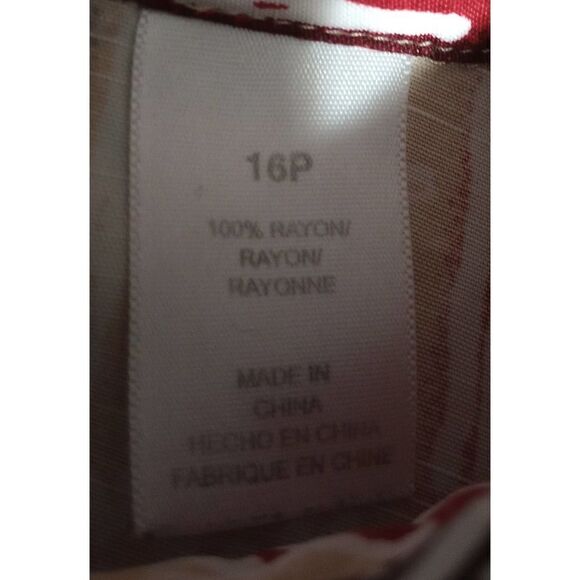 16P
100% RAYON/
RAYON/
RAYONNE
MADE IN
CHINA
HECHO EN CHINA
FABRIQUE EN CHINE